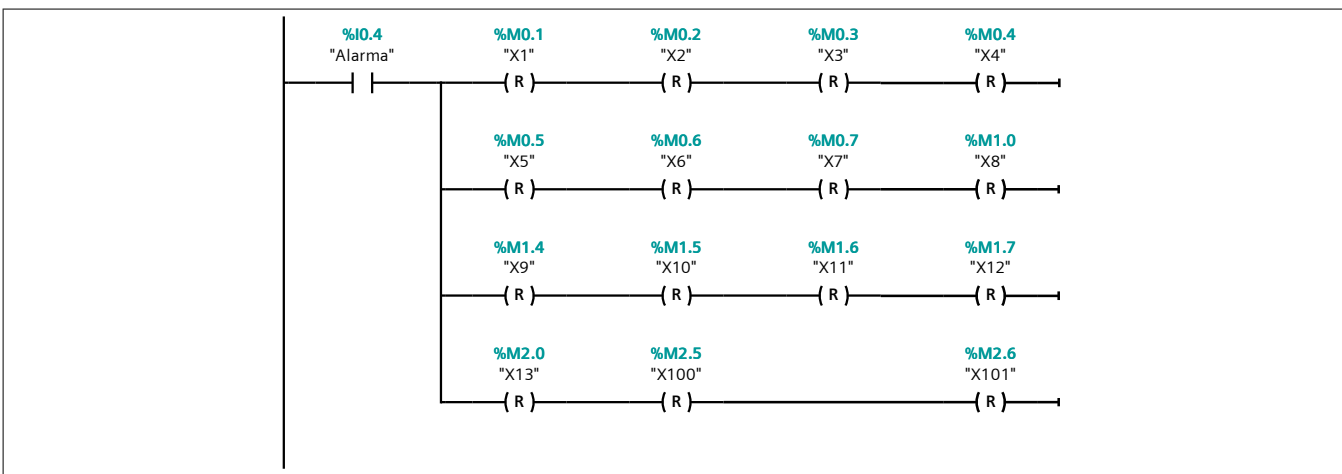 %I0.4 %M0.1 %M0.2 %M0.3 %M0.4
"Alarma" "X1" "X2" "X3" "X4"
R R R R
%M0.5 %M0.6 %M0.7 %M1.0
"X5" "X6" "X7" "X8"
R R R R
%M1.4 %M1.5 %M1.6 %M1.7
"X9" "X10" "X11" "X12"
R R R R
%M2.0 %M2.5 %M2.6
"X13" "X100" "X101"
R R R